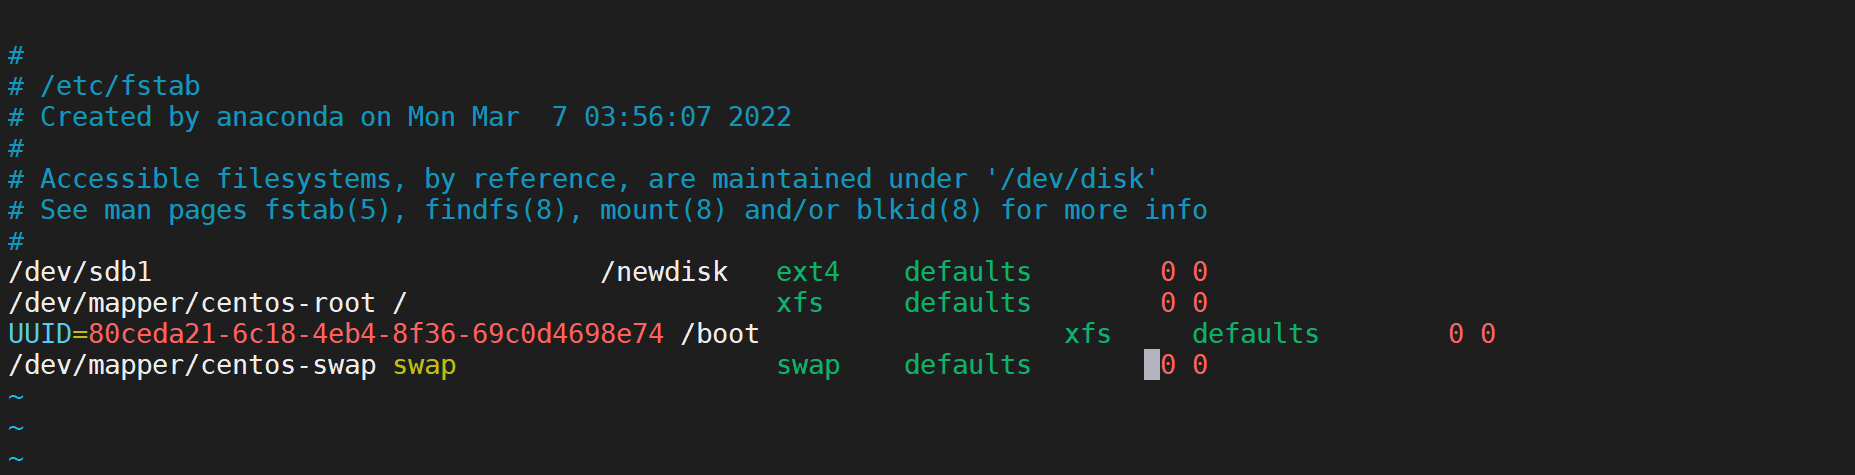 #
# /etc/fstab
# Created by anaconda on Mon Mar  7 03:56:07 2022
#
# Accessible filesystems, by reference, are maintained under '/dev/disk'
# See man pages fstab(5), findfs(8), mount(8) and/or blkid(8) for more info
#
/dev/sdb1                            /newdisk   ext4    defaults        0 0
/dev/mapper/centos-root /                       xfs     defaults        0 0
UUID=80ceda21-6c18-4eb4-8f36-69c0d4698e74 /boot                   xfs     defaults        0 0
/dev/mapper/centos-swap swap                    swap    defaults        0 0
~
~
~